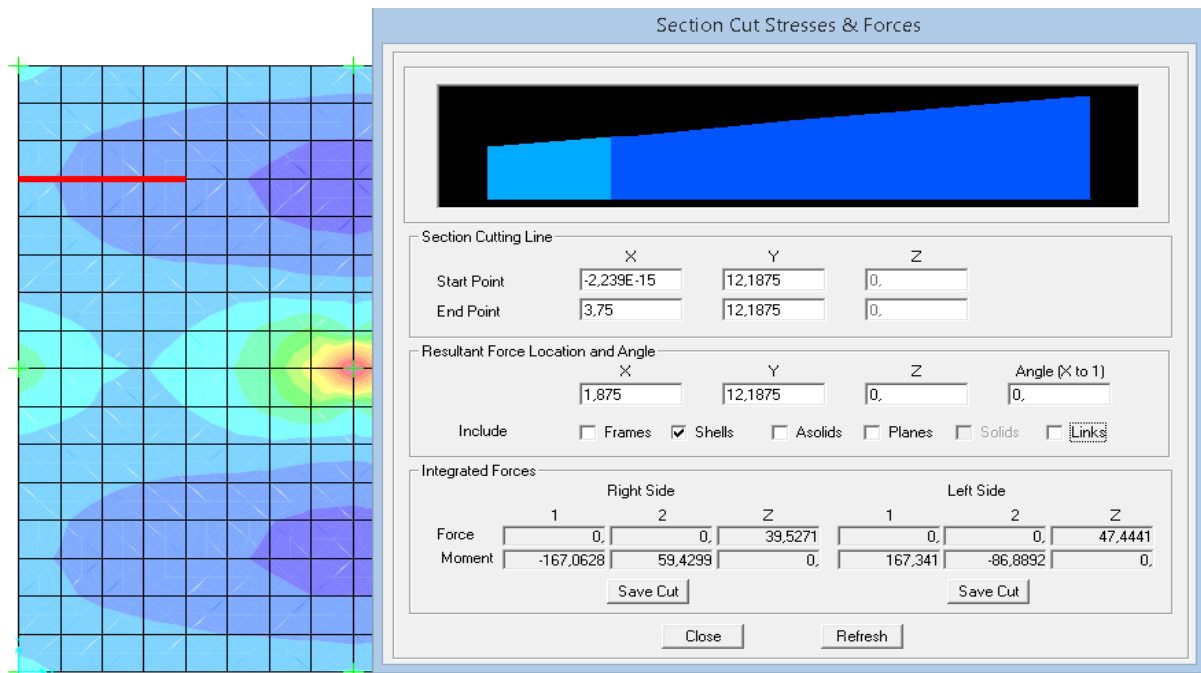 Section Cut Stresses & Forces
Section Cutting Line
X Y Z
Start Point -2,239E-15 12,1875 0,
End Point 3,75 12,1875 0,
Resultant Force Location and Angle
X Y Z Angle (X to 1)
1,875 12,1875 0, 0,
Include Frames Shells Asolids Planes Solids Links
Integrated Forces
Right Side Left Side
1 2 Z 1 2 Z
Force 0, 0, 39,5271 0, 0, 47,4441
Moment -167,0628 59,4299 0, 167,341 -86,8892 0,
Save Cut Save Cut
Close Refresh